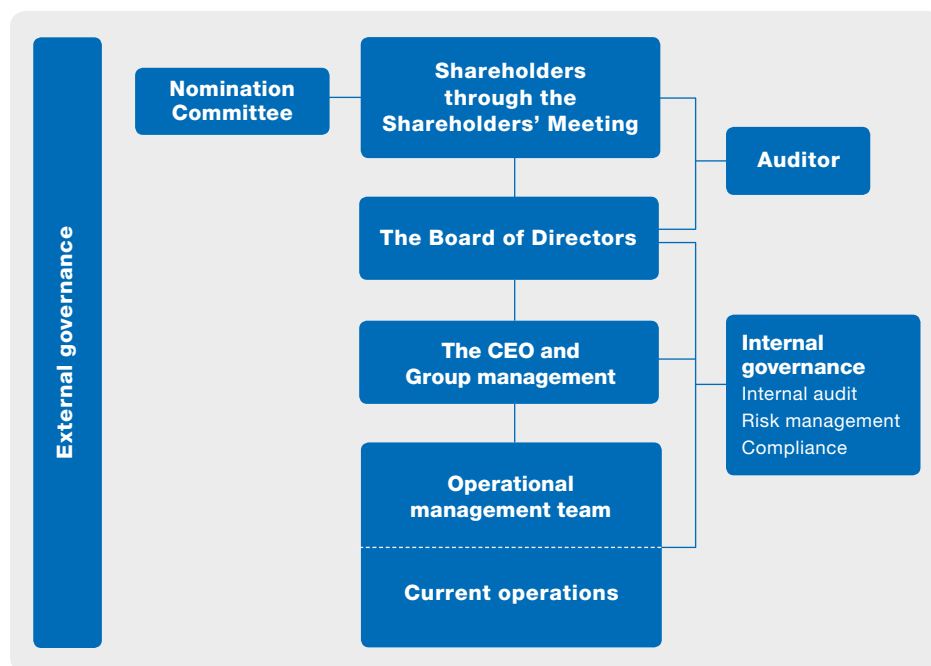 External governance
Nomination
Committee
Shareholders
through the
Shareholders’ Meeting
Auditor
The Board of Directors
The CEO and
Group management
Internal
governance
Internal audit
Risk management
Compliance
Operational
management team
Current operations